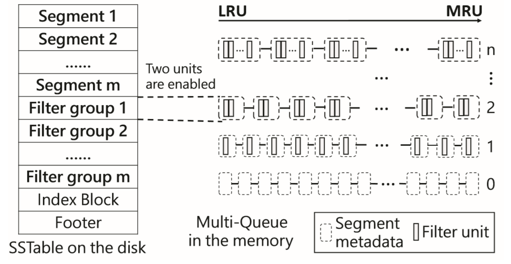 Segment 1
Segment 2
......
Segment m
Filter group 1
Filter group 2
......
Filter group m
Index Block
Footer
SSTable on the disk
Two units
are enabled
LRU
MRU
... ... n
... ⋮
... 2
... 1
... 0
Multi-Queue
in the memory
Segment
metadata
Filter unit